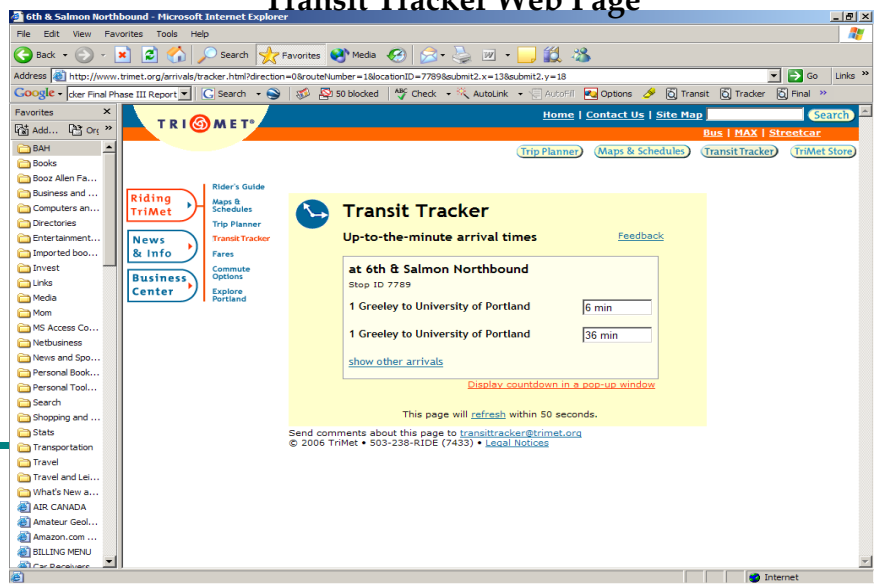 Transit Tracker Web Page
6th & Salmon Northbound - Microsoft Internet Explorer
File Edit View Favorites Tools Help
Back Search Favorites Media
Address http://www.trimet.org/arrivals/tracker.html?direction=0&routeNumber=1&locationID=7789&submit2.x=13&submit2.y=18 Go Links »
Google dcker Final Phase III Report Search 50 blocked Check AutoLink AutoFill Options Transit Tracker Final »
Favorites x
Add... Org »
BAH
Books
Booz Allen Fa...
Business and ...
Computers an...
Directories
Entertainment...
Imported boo...
Invest
Links
Media
Mom
MS Access Co...
Netbusiness
News and Spo...
Personal Book...
Personal Tool...
Search
Shopping and ...
Stats
Transportation
Travel
Travel and Lei...
What's New a...
AIR CANADA
Amateur Geol...
Amazon.com ...
BILLING MENU
Car Receivers
TRI MET®
Home | Contact Us | Site Map Search
Bus | MAX | Streetcar
Trip Planner Maps & Schedules Transit Tracker TriMet Store
Riding
TriMet
News
& Info
Business
Center
Rider's Guide
Maps &
Schedules
Trip Planner
Transit Tracker
Fares
Commute
Options
Explore
Portland
Transit Tracker
Up-to-the-minute arrival times Feedback
at 6th & Salmon Northbound
Stop ID 7789
1 Greeley to University of Portland 6 min
1 Greeley to University of Portland 36 min
show other arrivals
Display countdown in a pop-up window
This page will refresh within 50 seconds.
Send comments about this page to transittracker@trimet.org
© 2006 TriMet • 503-238-RIDE (7433) • Legal Notices
Internet